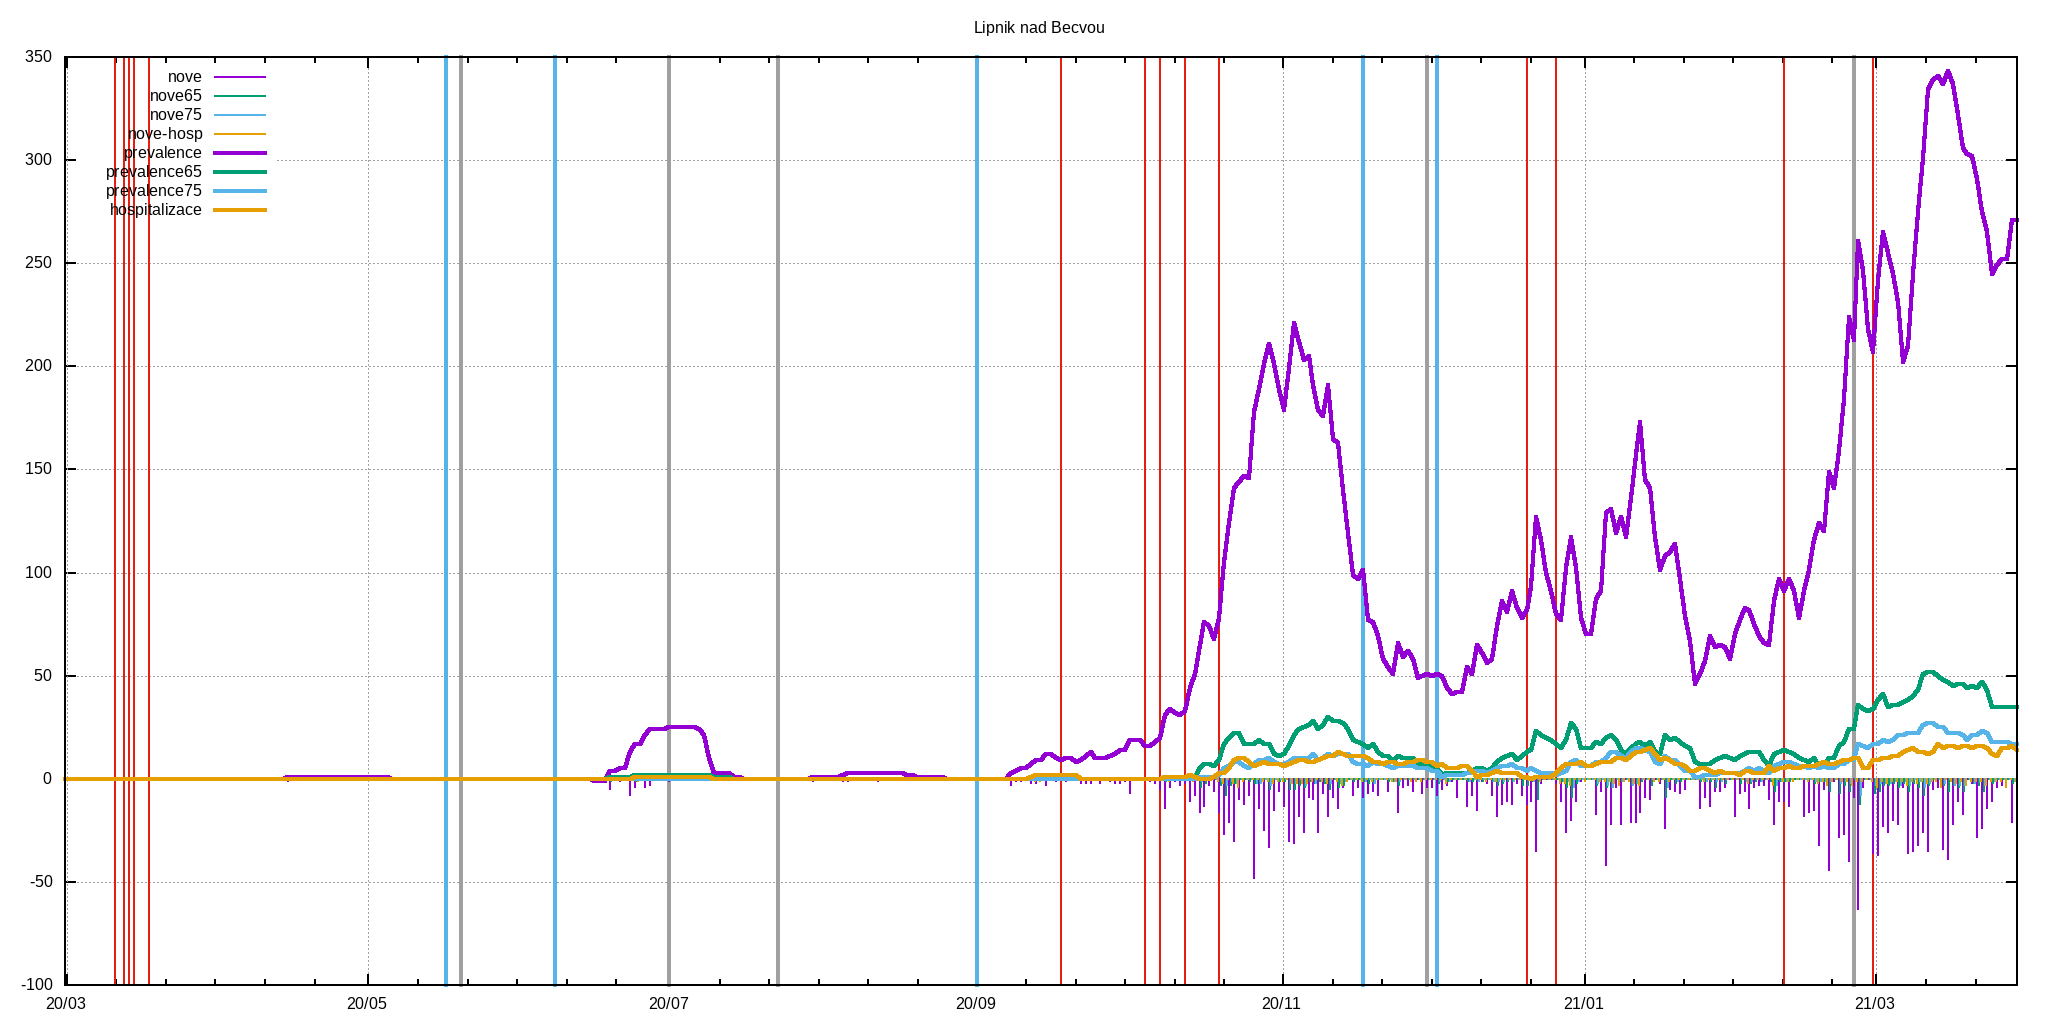 Lipnik nad Becvou
350
300
250
200
150
100
50
0
-50
-100
nove
nove65
nove75
nove-hosp
prevalence
prevalence65
prevalence75
hospitalizace
20/03 20/05 20/07 20/09 20/11 21/01 21/03